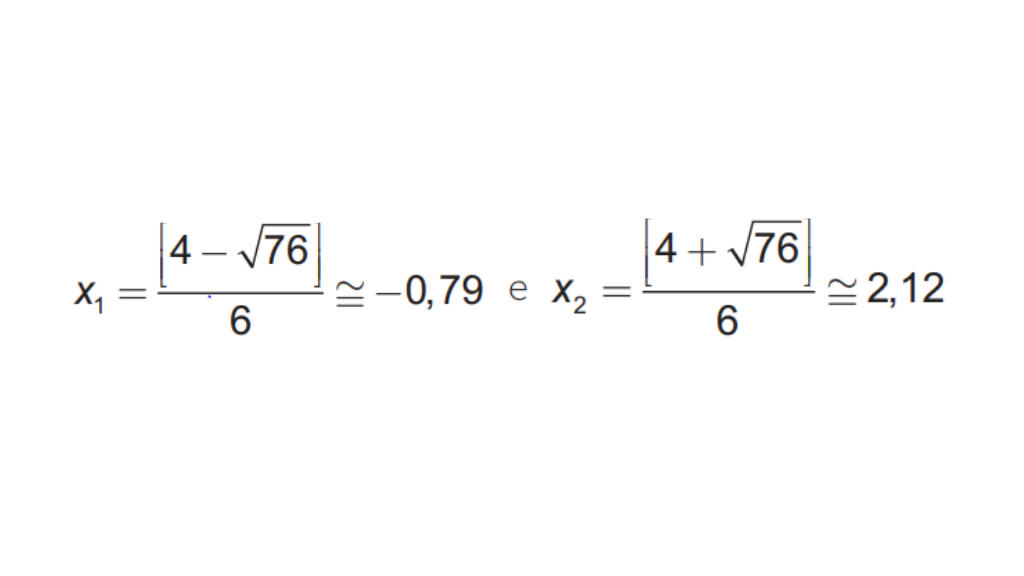 x₁ = [4 − √76] / 6 ≅ −0,79 e x₂ = [4 + √76] / 6 ≅ 2,12